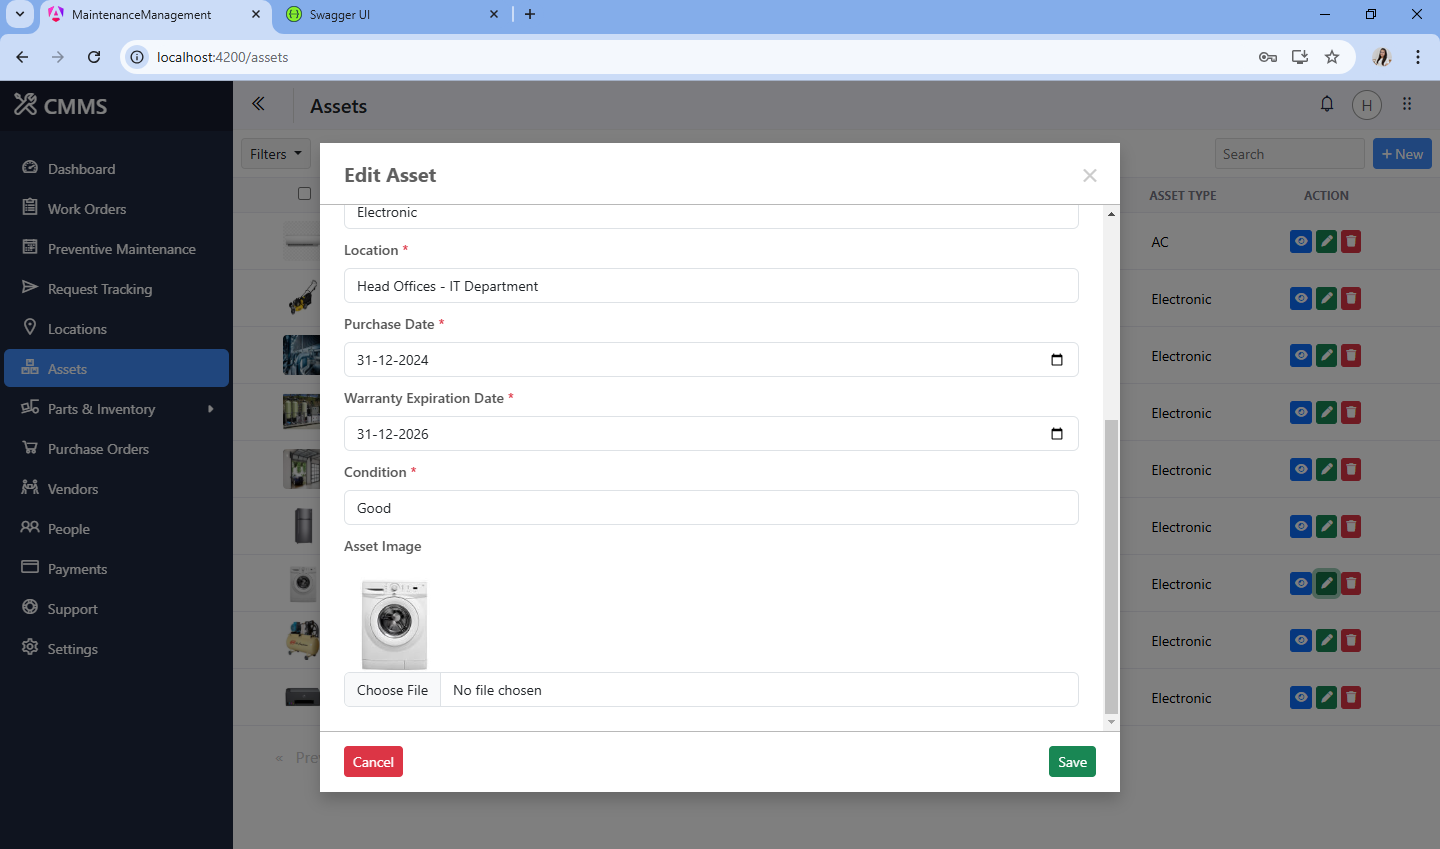 MaintenanceManagement
Swagger UI
localhost:4200/assets
CMMS
Assets
H
Dashboard
Work Orders
Preventive Maintenance
Request Tracking
Locations
Assets
Parts & Inventory
Purchase Orders
Vendors
People
Payments
Support
Settings
Filters
Search
+ New
ASSET TYPE
ACTION
AC
Electronic
Electronic
Electronic
Electronic
Electronic
Electronic
Electronic
Electronic
« Prev
Edit Asset
Electronic
Location *
Head Offices - IT Department
Purchase Date *
31-12-2024
Warranty Expiration Date *
31-12-2026
Condition *
Good
Asset Image
Choose File
No file chosen
Cancel
Save